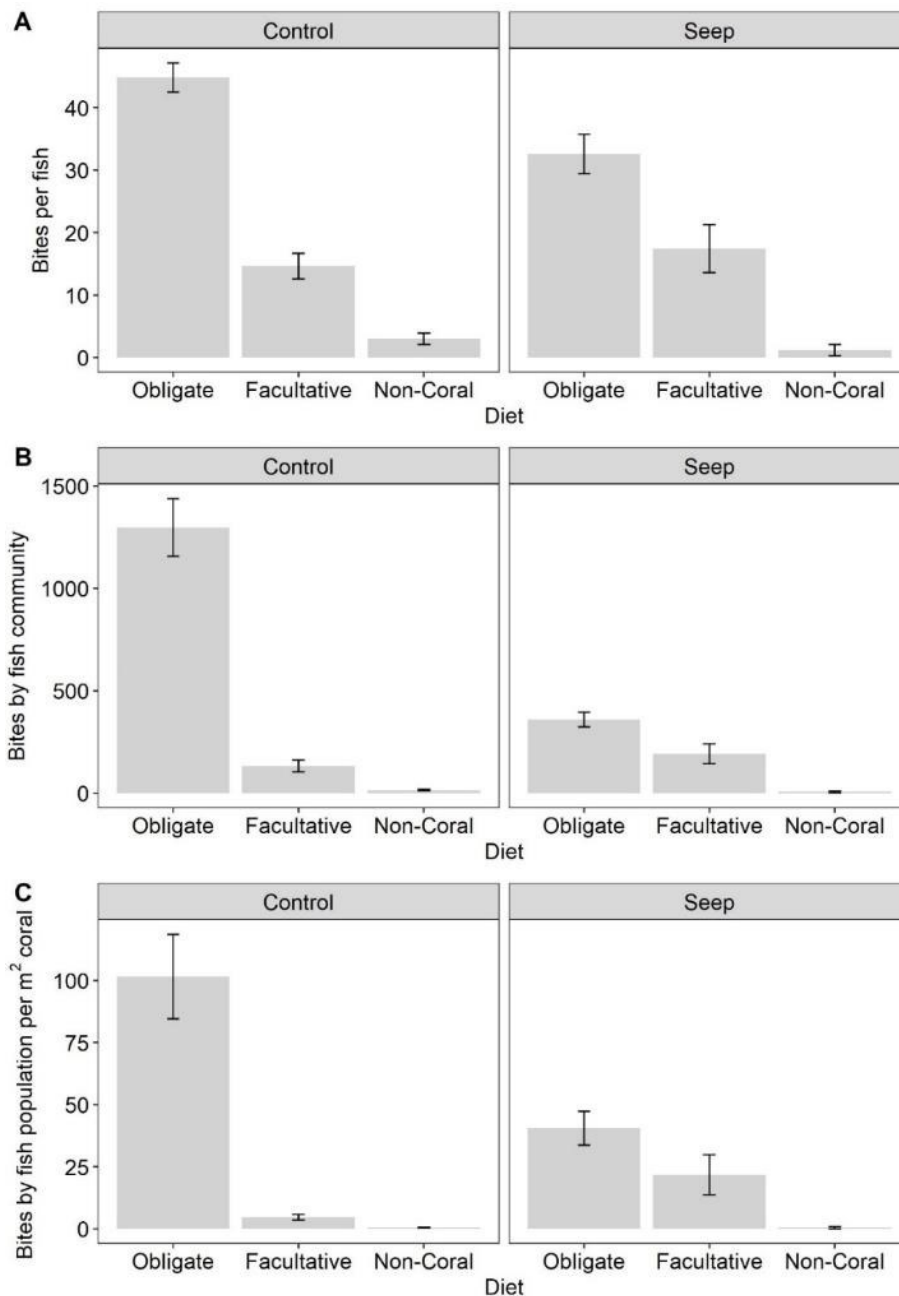 A
Control
Seep
Bites per fish
40
30
20
10
0
Obligate
Facultative
Non-Coral
Obligate
Facultative
Non-Coral
Diet
B
Control
Seep
Bites by fish community
1500
1000
500
0
Obligate
Facultative
Non-Coral
Obligate
Facultative
Non-Coral
Diet
C
Control
Seep
Bites by fish population per m² coral
100
75
50
25
0
Obligate
Facultative
Non-Coral
Obligate
Facultative
Non-Coral
Diet